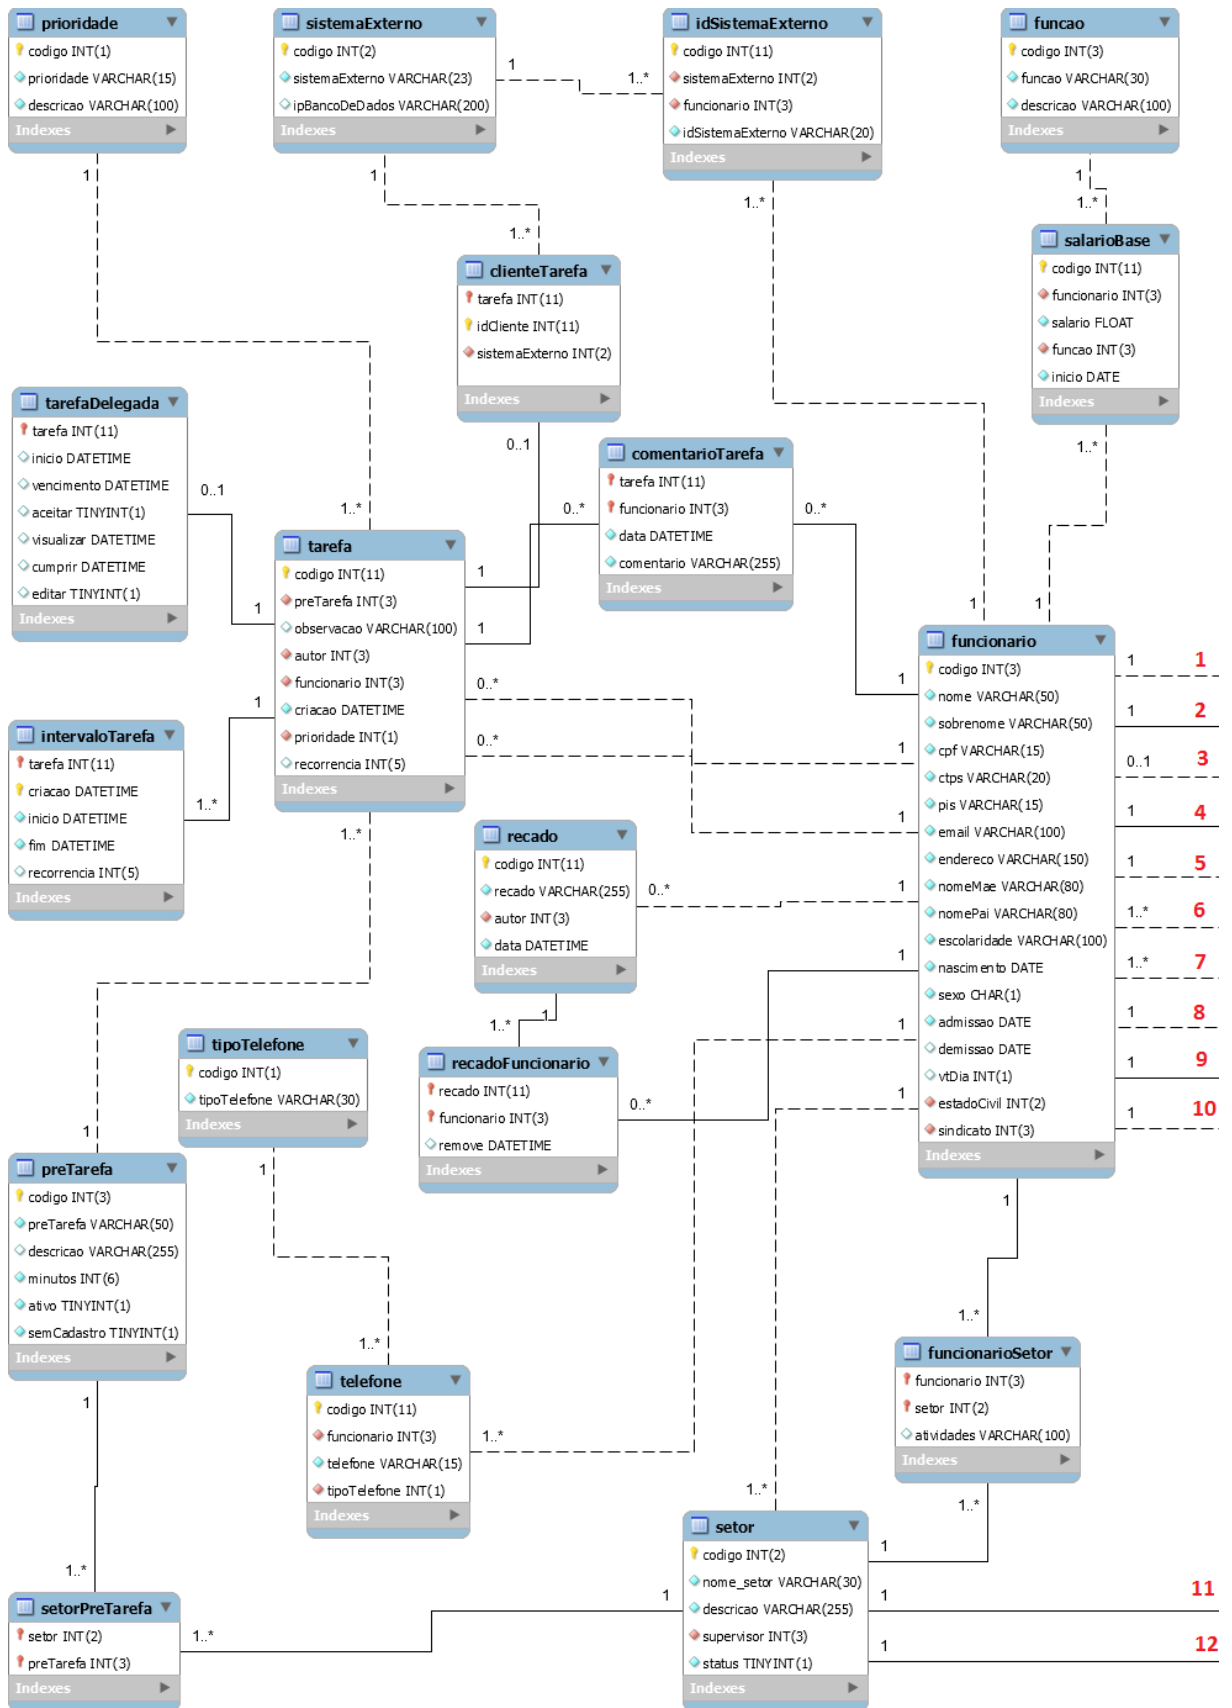 prioridade
codigo INT(1)
prioridade VARCHAR(15)
descricao VARCHAR(100)
Indexes
sistemaExterno
codigo INT(2)
sistemaExterno VARCHAR(23)
ipBancoDeDados VARCHAR(200)
Indexes
idSistemaExterno
codigo INT(11)
sistemaExterno INT(2)
funcionario INT(3)
idSistemaExterno VARCHAR(20)
Indexes
funcao
codigo INT(3)
funcao VARCHAR(30)
descricao VARCHAR(100)
Indexes
1
1..*
1
1
1..*
1
1..*
1..*
salarioBase
codigo INT(11)
funcionario INT(3)
salario FLOAT
funcao INT(3)
inicio DATE
Indexes
clienteTarefa
tarefa INT(11)
idCliente INT(11)
sistemaExterno INT(2)
Indexes
tarefaDelegada
tarefa INT(11)
inicio DATETIME
vencimento DATETIME
aceitar TINYINT(1)
visualizar DATETIME
cumprir DATETIME
editar TINYINT(1)
Indexes
0..1
1
0..1
1..*
comentarioTarefa
tarefa INT(11)
funcionario INT(3)
data DATETIME
comentario VARCHAR(255)
Indexes
0..*
0..*
1..*
tarefa
codigo INT(11)
preTarefa INT(3)
observacao VARCHAR(100)
autor INT(3)
funcionario INT(3)
criacao DATETIME
prioridade INT(1)
recorrencia INT(5)
Indexes
1
1
0..*
0..*
1
1..*
1..*
intervaloTarefa
tarefa INT(11)
criacao DATETIME
inicio DATETIME
fim DATETIME
recorrencia INT(5)
Indexes
1
1
funcionario
codigo INT(3)
nome VARCHAR(50)
sobrenome VARCHAR(50)
cpf VARCHAR(15)
ctps VARCHAR(20)
pis VARCHAR(15)
email VARCHAR(100)
endereco VARCHAR(150)
nomeMae VARCHAR(80)
nomePai VARCHAR(80)
escolaridade VARCHAR(100)
nascimento DATE
sexo CHAR(1)
admissao DATE
demissao DATE
vtDia INT(1)
estadoCivil INT(2)
sindicato INT(3)
Indexes
1
1
1
1
1
1
1
1 1
1 2
0..1 3
1 4
1 5
1..* 6
1..* 7
1 8
1 9
1 10
recado
codigo INT(11)
recado VARCHAR(255)
autor INT(3)
data DATETIME
Indexes
0..*
1..*
1
recadoFuncionario
recado INT(11)
funcionario INT(3)
remove DATETIME
Indexes
0..*
tipoTelefone
codigo INT(1)
tipoTelefone VARCHAR(30)
Indexes
1
1
preTarefa
codigo INT(3)
preTarefa VARCHAR(50)
descricao VARCHAR(255)
minutos INT(6)
ativo TINYINT(1)
semCadastro TINYINT(1)
Indexes
1
1..*
1..*
telefone
codigo INT(11)
funcionario INT(3)
telefone VARCHAR(15)
tipoTelefone INT(1)
Indexes
1..*
1
1..*
funcionarioSetor
funcionario INT(3)
setor INT(2)
atividades VARCHAR(100)
Indexes
1..*
1..*
setor
codigo INT(2)
nome_setor VARCHAR(30)
descricao VARCHAR(255)
supervisor INT(3)
status TINYINT(1)
Indexes
1
1
1 11
1 12
setorPreTarefa
setor INT(2)
preTarefa INT(3)
Indexes
1..*